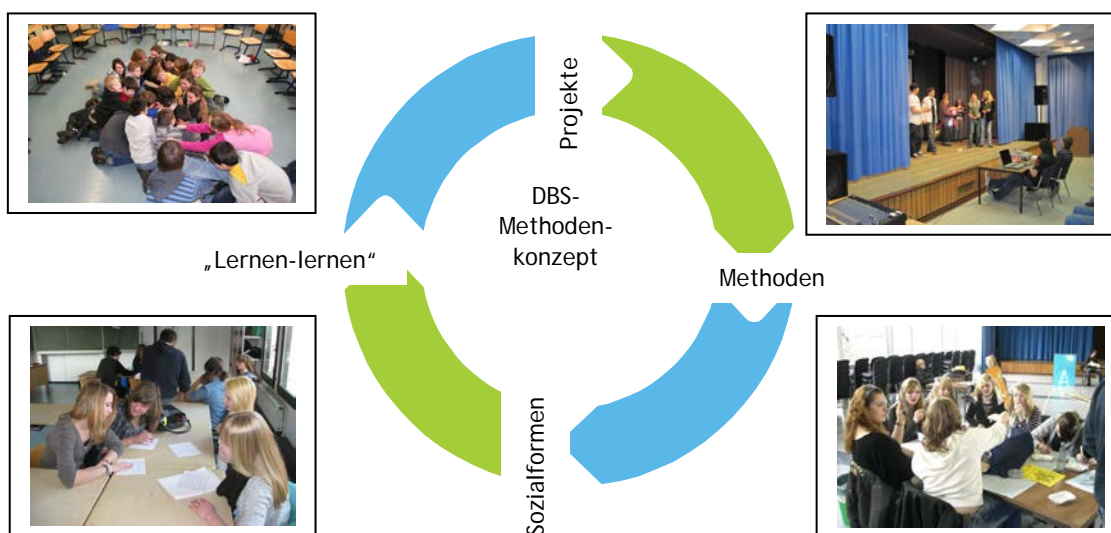 Projekte
DBS-
Methoden-
konzept
„Lernen-lernen“
Methoden
Sozialformen
A